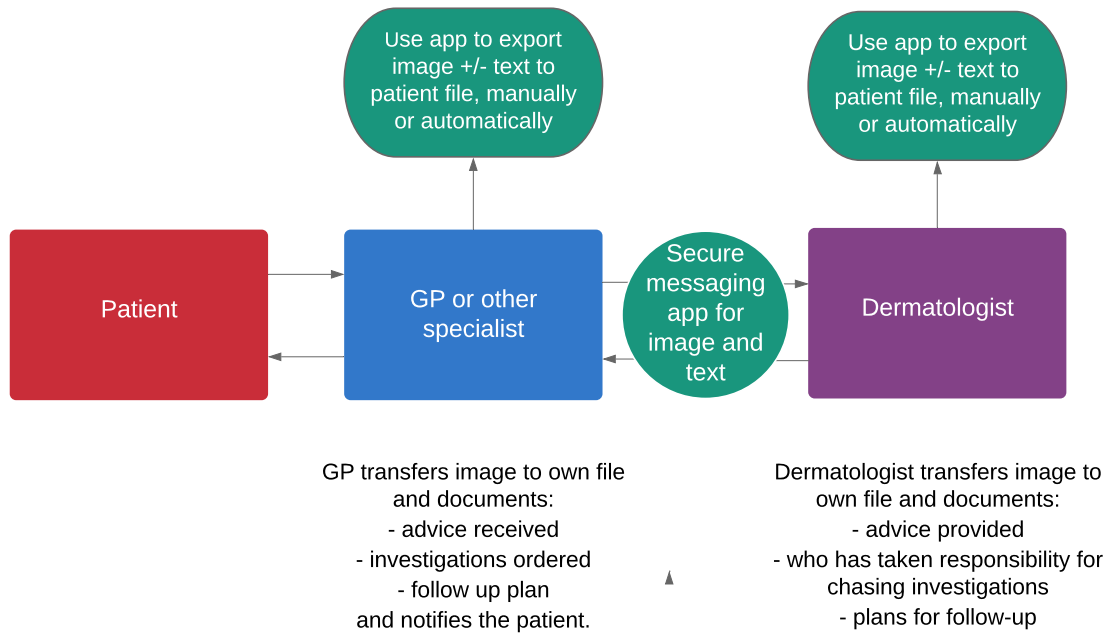 Use app to export
image +/- text to
patient file, manually
or automatically
Use app to export
image +/- text to
patient file, manually
or automatically
Patient
GP or other
specialist
Secure
messaging
app for
image and
text
Dermatologist
GP transfers image to own file
and documents:
- advice received
- investigations ordered
- follow up plan
and notifies the patient.
Dermatologist transfers image to
own file and documents:
- advice provided
- who has taken responsibility for
chasing investigations
- plans for follow-up